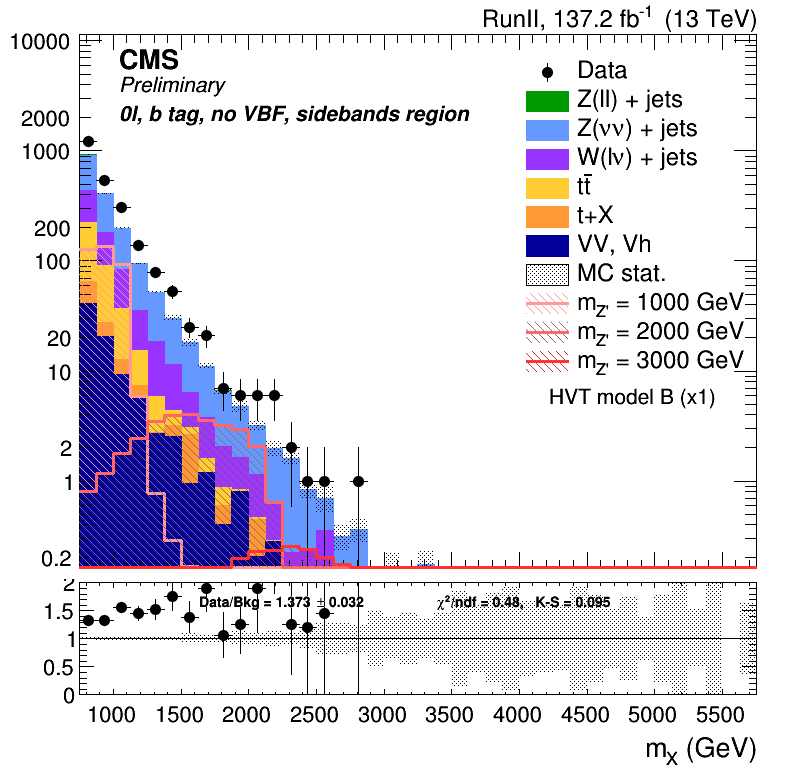 RunII, 137.2 fb⁻¹ (13 TeV)
CMS
Preliminary
0l, b tag, no VBF, sidebands region
Data
Z(ll) + jets
Z(νν) + jets
W(lν) + jets
tt̄
t+X
VV, Vh
MC stat.
m_Z' = 1000 GeV
m_Z' = 2000 GeV
m_Z' = 3000 GeV
HVT model B (x1)
10000
2000
1000
200
100
20
10
2
1
0.2
Data/Bkg = 1.373 ± 0.032
χ²/ndf = 0.48, K-S = 0.095
2
1.5
1
0.5
0
1000 1500 2000 2500 3000 3500 4000 4500 5000 5500
m_X (GeV)